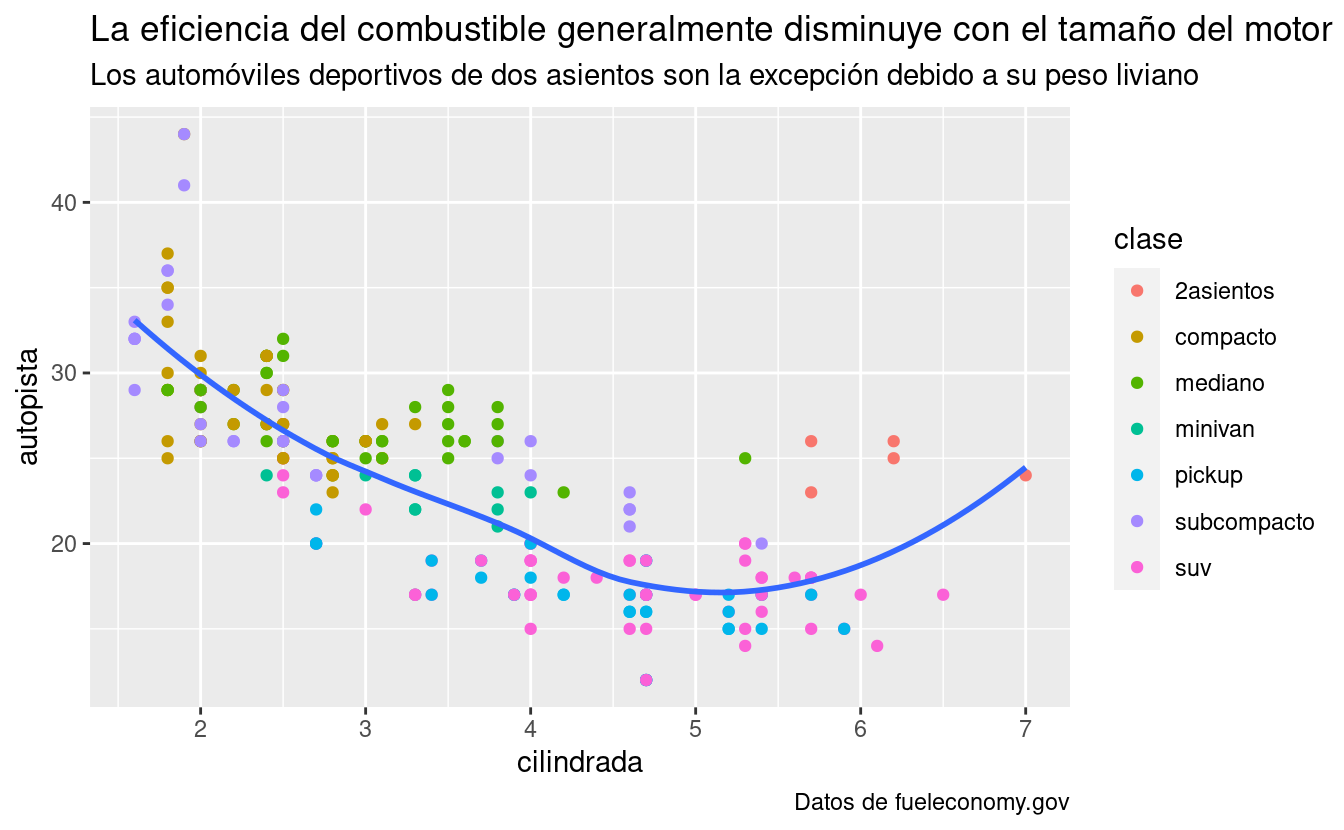 La eficiencia del combustible generalmente disminuye con el tamaño del motor
Los automóviles deportivos de dos asientos son la excepción debido a su peso liviano
40
30
20
autopista
2 3 4 5 6 7
cilindrada
clase
2asientos
compacto
mediano
minivan
pickup
subcompacto
suv
Datos de fueleconomy.gov